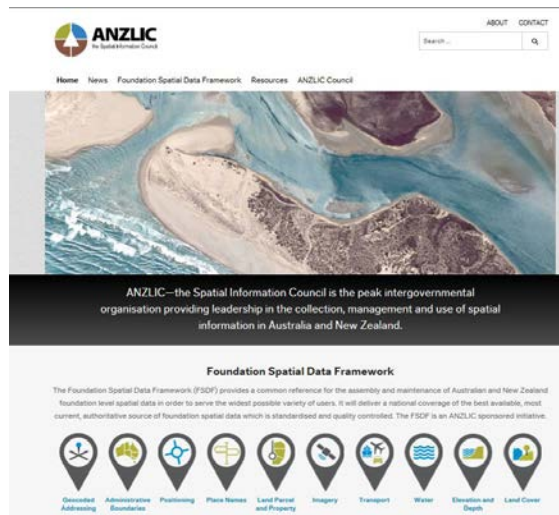 ABOUT CONTACT
ANZLIC
the Spatial Information Council
Search ...
Home News Foundation Spatial Data Framework Resources ANZLIC Council
ANZLIC—the Spatial Information Council is the peak intergovernmental
organisation providing leadership in the collection, management and use of spatial
information in Australia and New Zealand.
Foundation Spatial Data Framework
The Foundation Spatial Data Framework (FSDF) provides a common reference for the assembly and maintenance of Australian and New Zealand
foundation level spatial data in order to serve the widest possible variety of users. It will deliver a national coverage of the best available, most
current, authoritative source of foundation spatial data which is standardised and quality controlled. The FSDF is an ANZLIC sponsored initiative.
Geocoded Administrative Positioning Place Names Land Parcel Imagery Transport Water Elevation and Land Cover
Addressing Boundaries and Property Depth